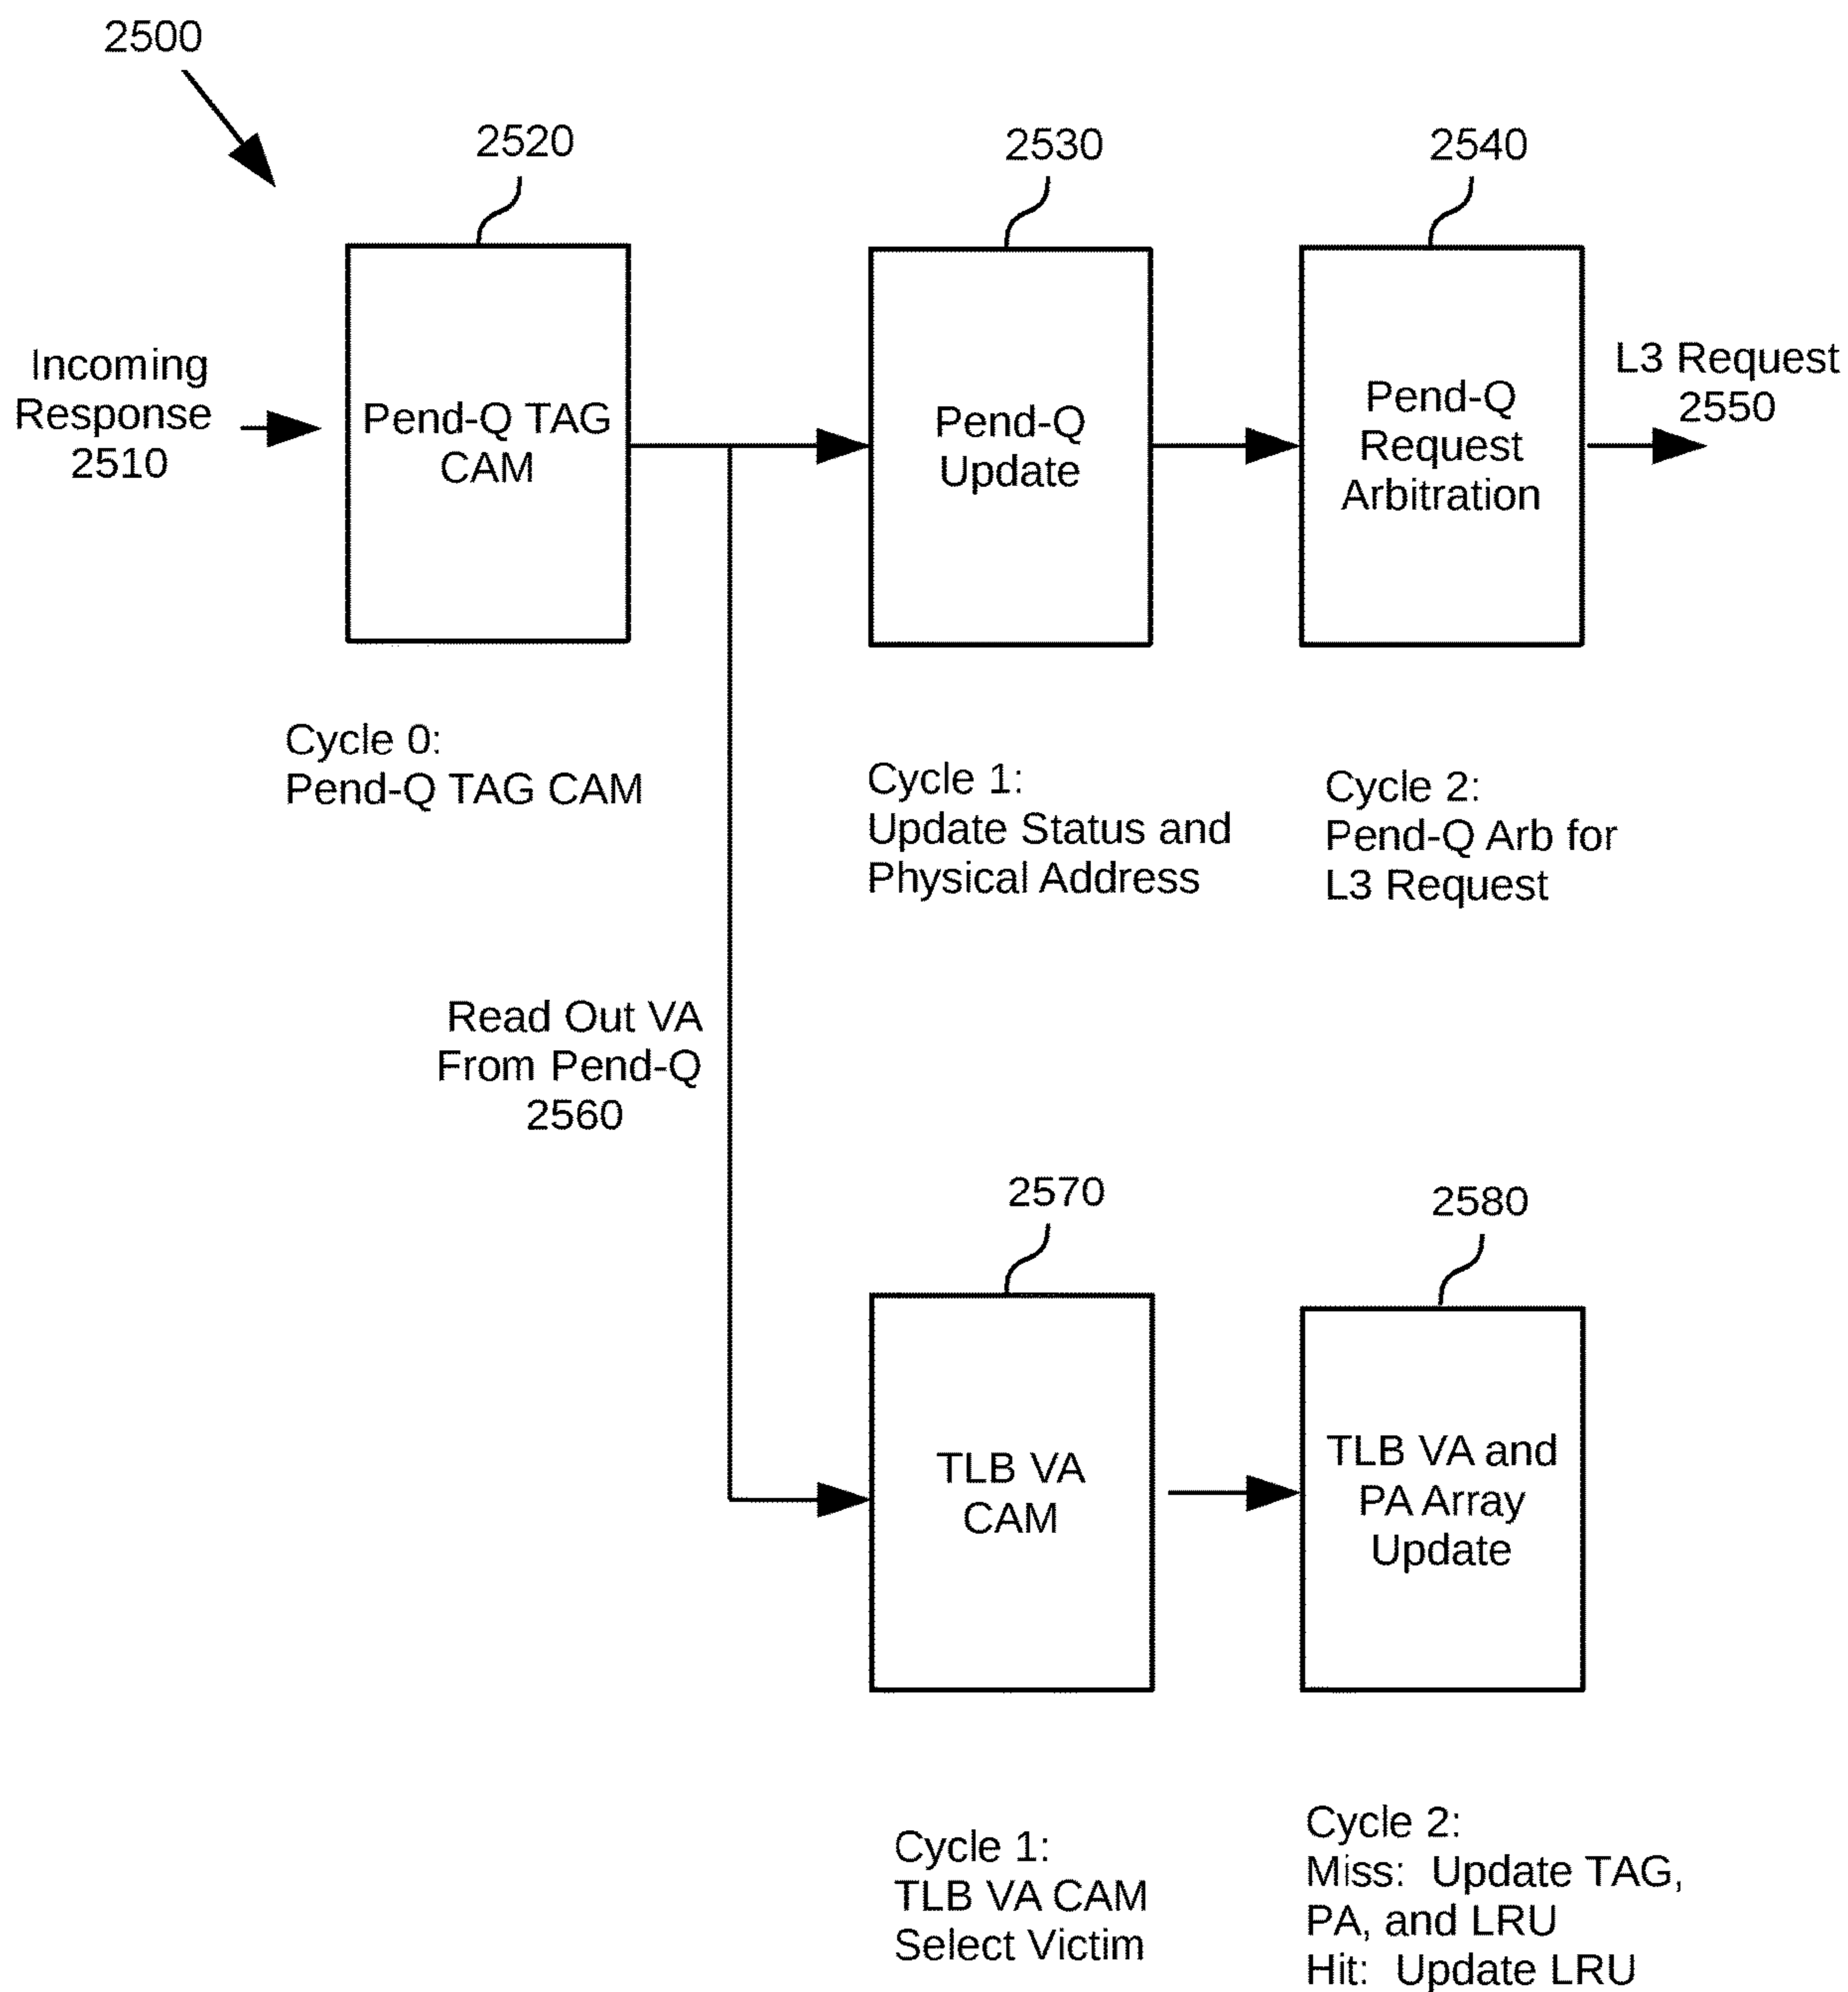 2500
2520
2530
2540
Incoming
Response
2510
Pend-Q TAG
CAM
Pend-Q
Update
Pend-Q
Request
Arbitration
L3 Request
2550
Cycle 0:
Pend-Q TAG CAM
Cycle 1:
Update Status and
Physical Address
Cycle 2:
Pend-Q Arb for
L3 Request
Read Out VA
From Pend-Q
2560
2570
2580
TLB VA
CAM
TLB VA and
PA Array
Update
Cycle 1:
TLB VA CAM
Select Victim
Cycle 2:
Miss:  Update TAG,
PA, and LRU
Hit:  Update LRU